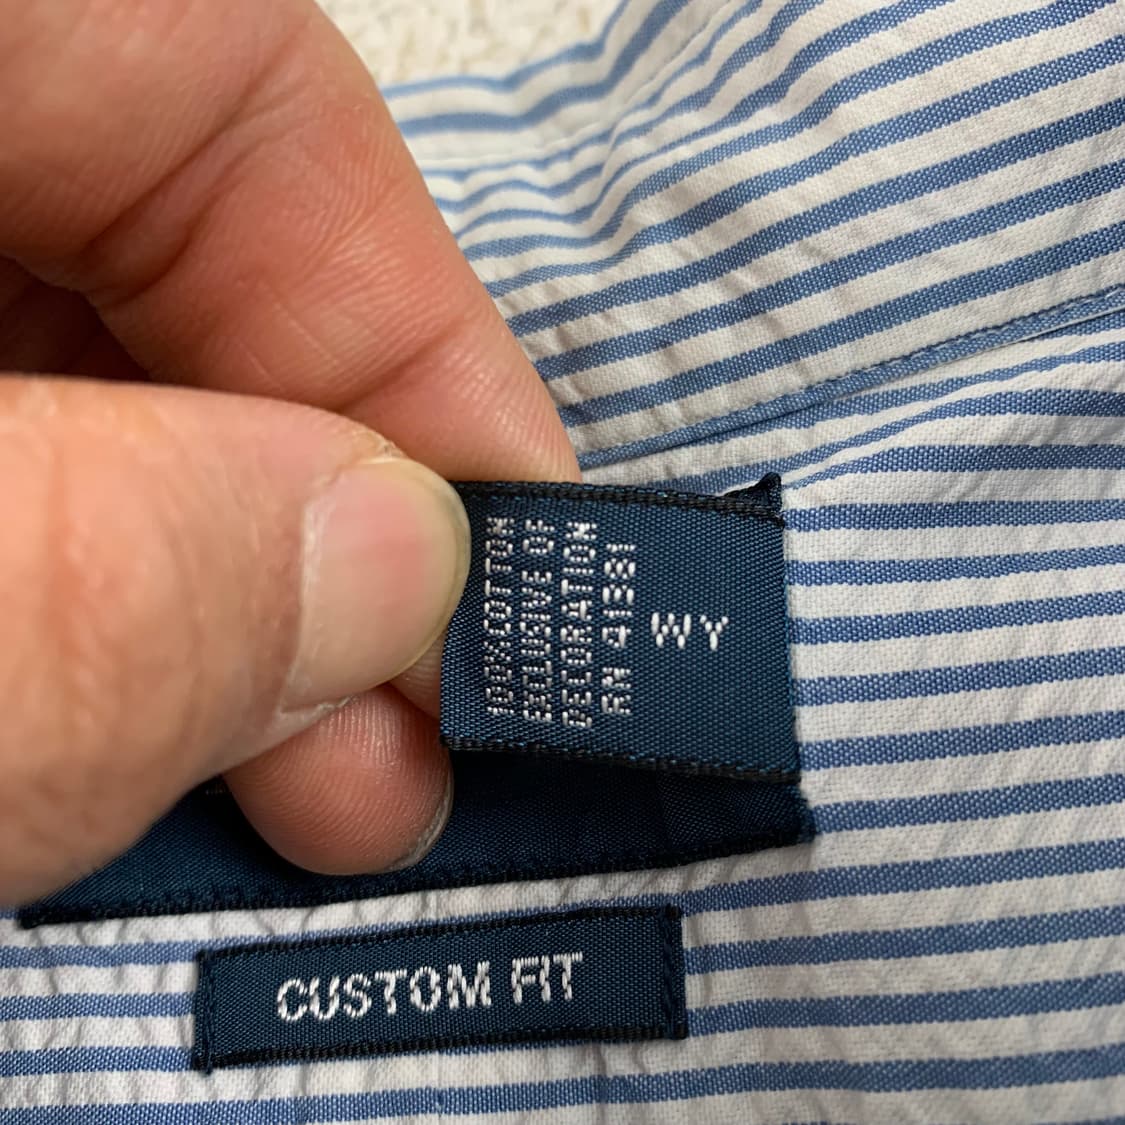 100% COTTON
EXCLUSIVE OF
DECORATION
RN 41381
WY
CUSTOM FIT